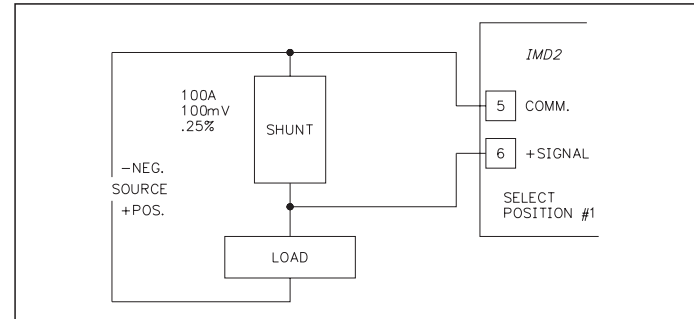 IMD2
100A
100mV
.25%
SHUNT
5 COMM.
6 +SIGNAL
-NEG.
SOURCE
+POS.
SELECT
POSITION #1
LOAD